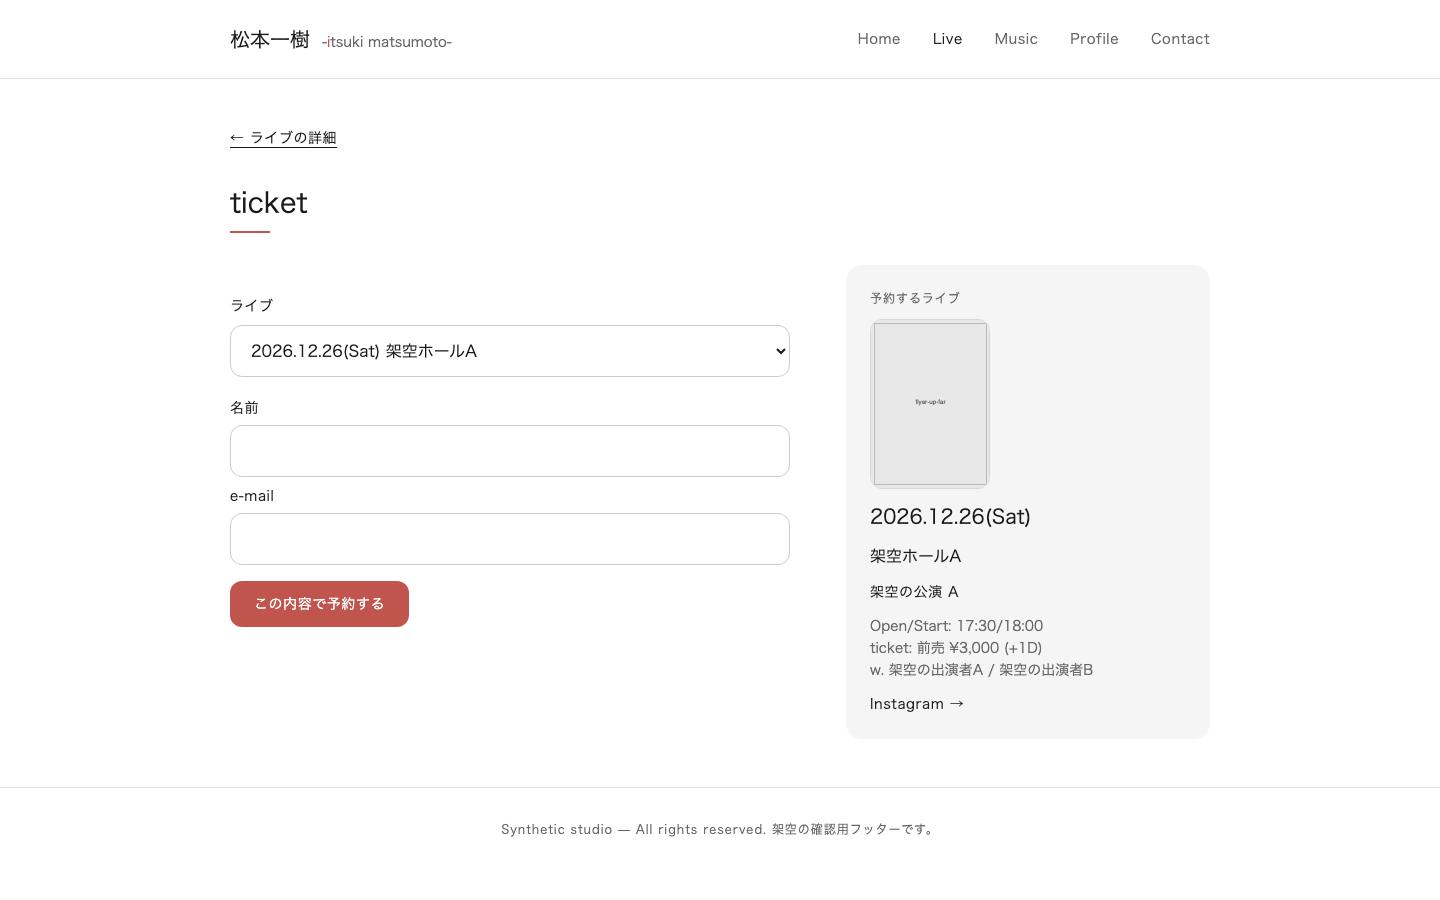 松本一樹 -itsuki matsumoto-
Home Live Music Profile Contact
← ライブの詳細
ticket
ライブ
2026.12.26(Sat) 架空ホールA
名前
e-mail
この内容で予約する
予約するライブ
flyer-up-far
2026.12.26(Sat)
架空ホールA
架空の公演 A
Open/Start: 17:30/18:00
ticket: 前売 ¥3,000 (+1D)
w. 架空の出演者A / 架空の出演者B
Instagram →
Synthetic studio — All rights reserved. 架空の確認用フッターです。